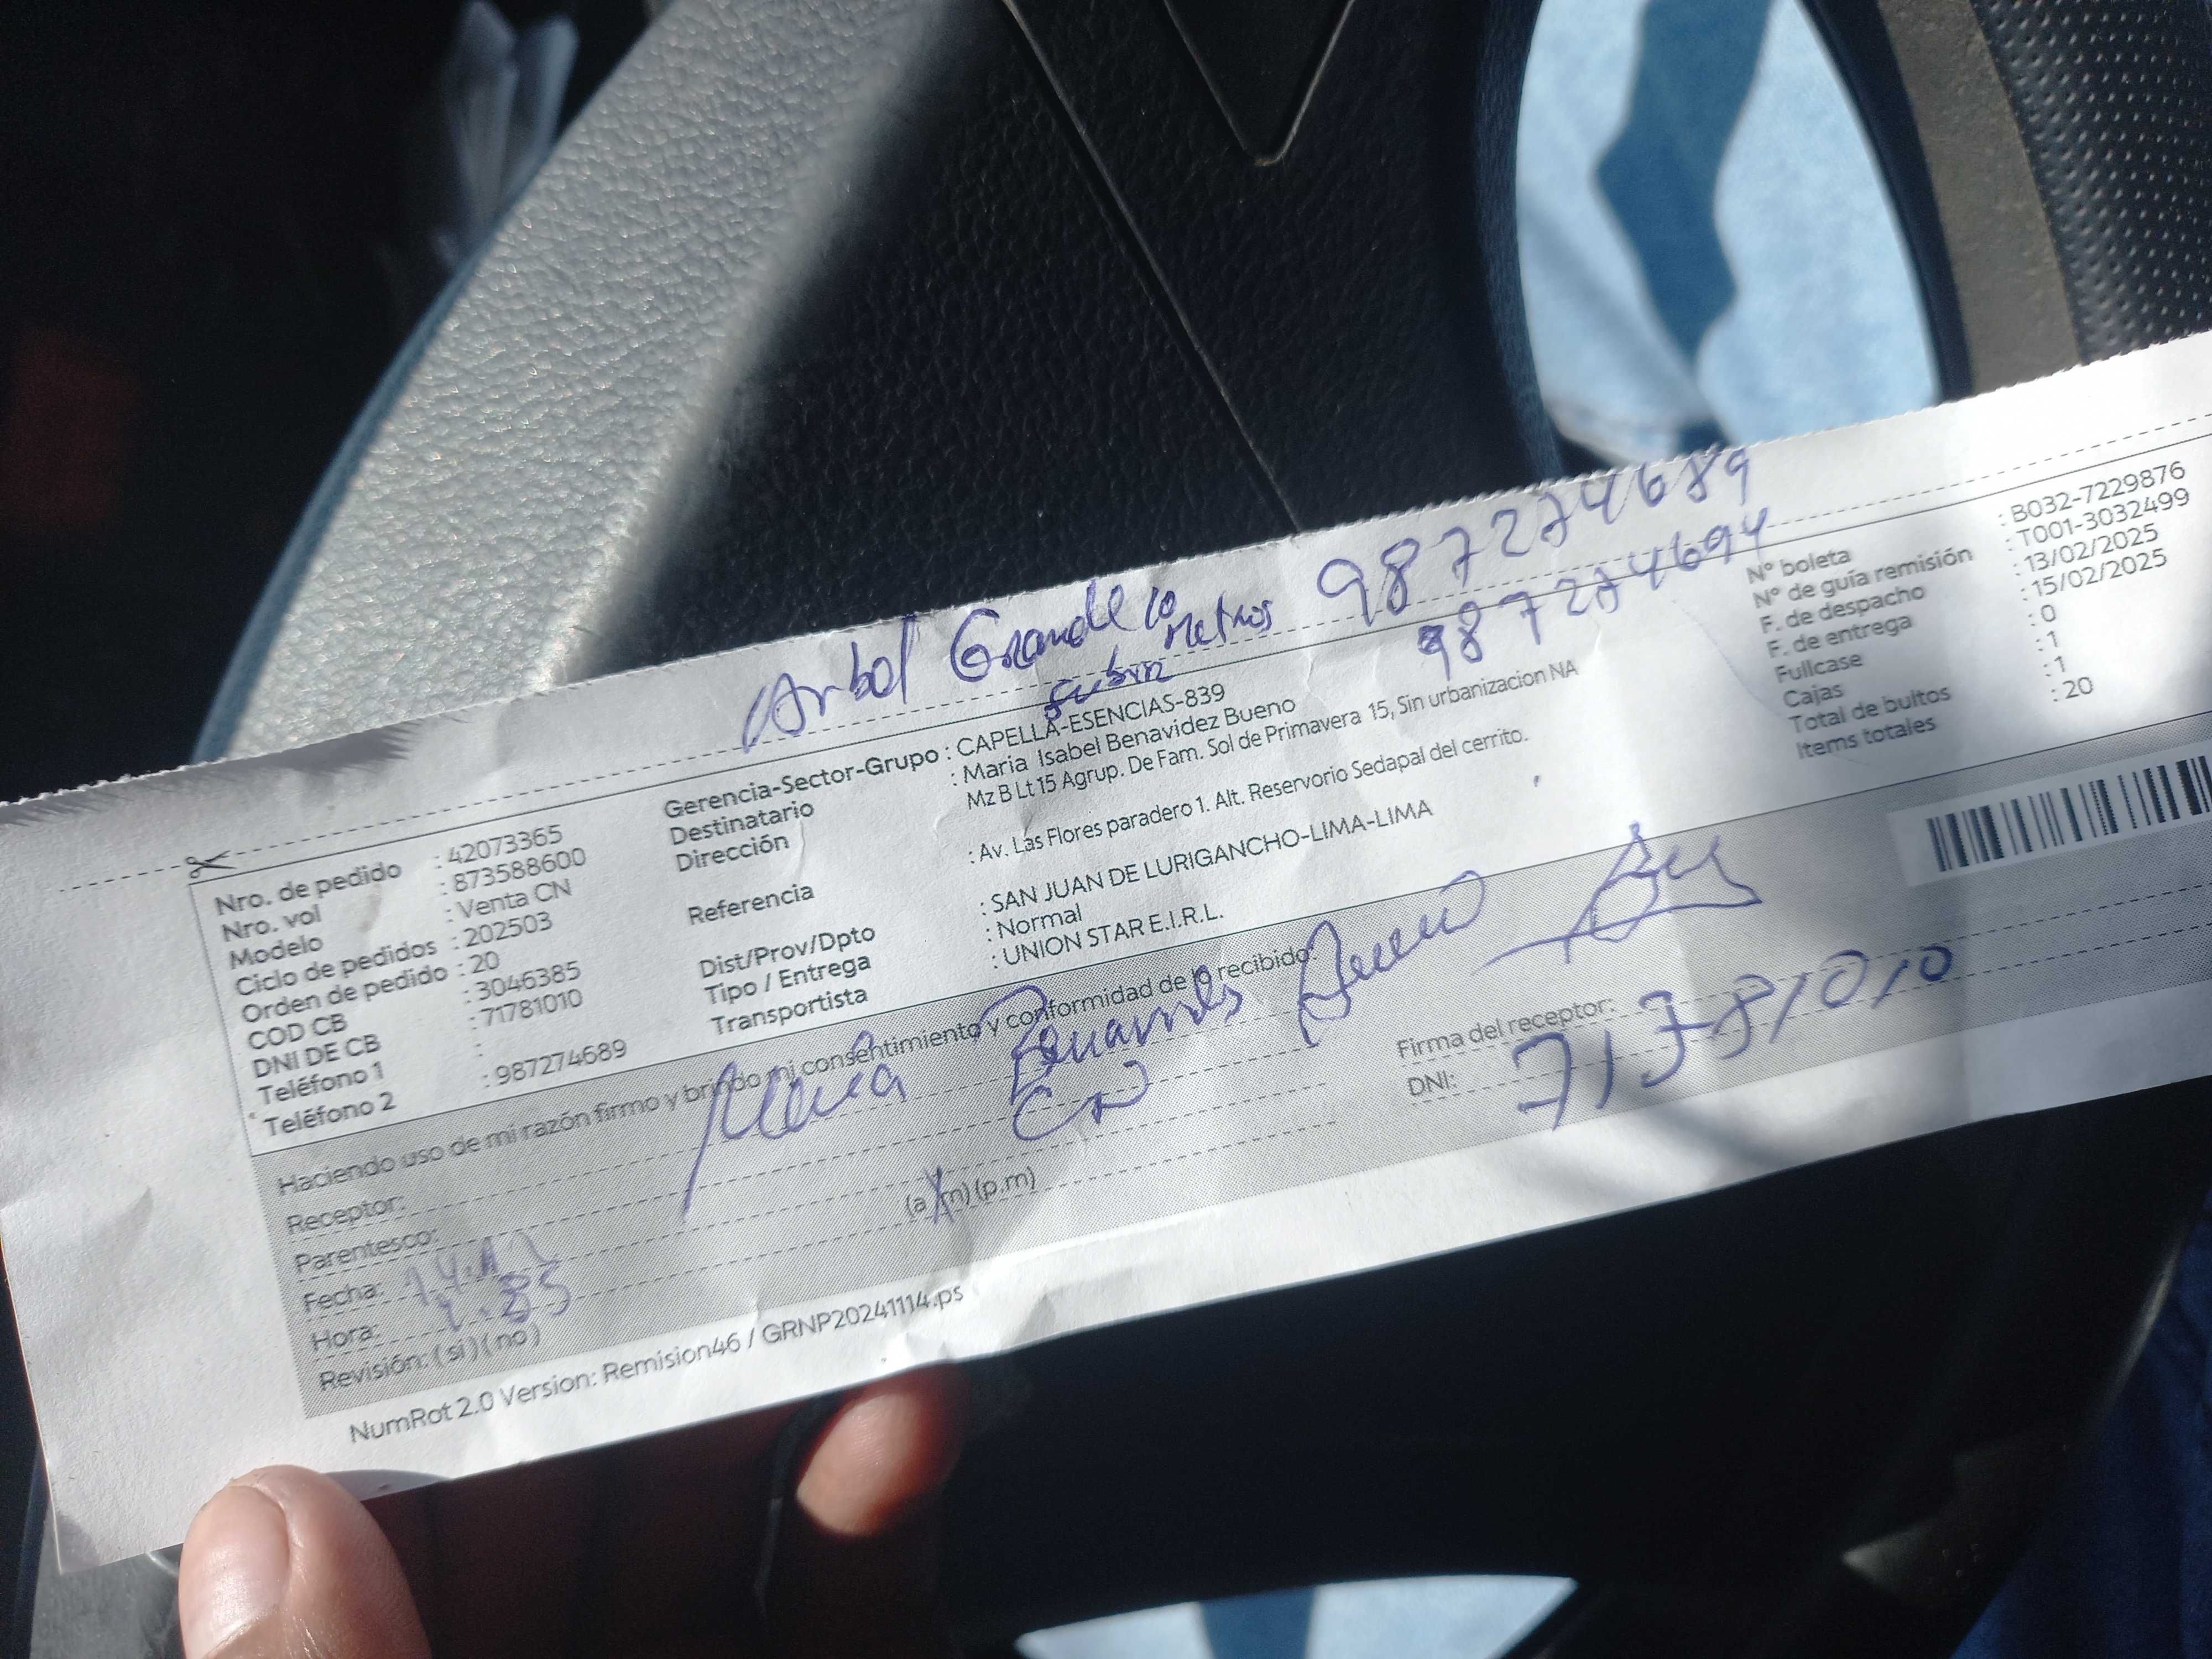 Arbol Grande 10 metros 987274689
subir 987274694
Nro. de pedido : 42073365
Nro. vol : 873588600
Modelo : Venta CN
Ciclo de pedidos : 202503
Orden de pedido : 20
COD CB : 3046385
DNI DE CB : 71781010
Teléfono 1 :
Teléfono 2 : 987274689
Gerencia-Sector-Grupo : CAPELLA-ESENCIAS-839
Destinatario : Maria Isabel Benavidez Bueno
Dirección Mz B Lt 15 Agrup. De Fam. Sol de Primavera 15, Sin urbanizacion NA
Referencia : Av. Las Flores paradero 1. Alt. Reservorio Sedapal del cerrito.
Dist/Prov/Dpto : SAN JUAN DE LURIGANCHO-LIMA-LIMA
Tipo / Entrega : Normal
Transportista : UNION STAR E.I.R.L.
N° boleta : B032-7229876
N° de guía remisión : T001-3032499
F. de despacho : 13/02/2025
F. de entrega : 15/02/2025
Fullcase : 0
Cajas : 1
Total de bultos : 1
Items totales : 20
Haciendo uso de mi razón firmo y brindo mi consentimiento y conformidad de lo recibido:
Receptor: Maria Bueno
Parentesco: CN
Fecha:
Hora: (a.m) (p.m)
Revisión: (si) (no)
Firma del receptor:
DNI: 71781010
NumRot 2.0 Version: Remision46 / GRNP20241114.ps